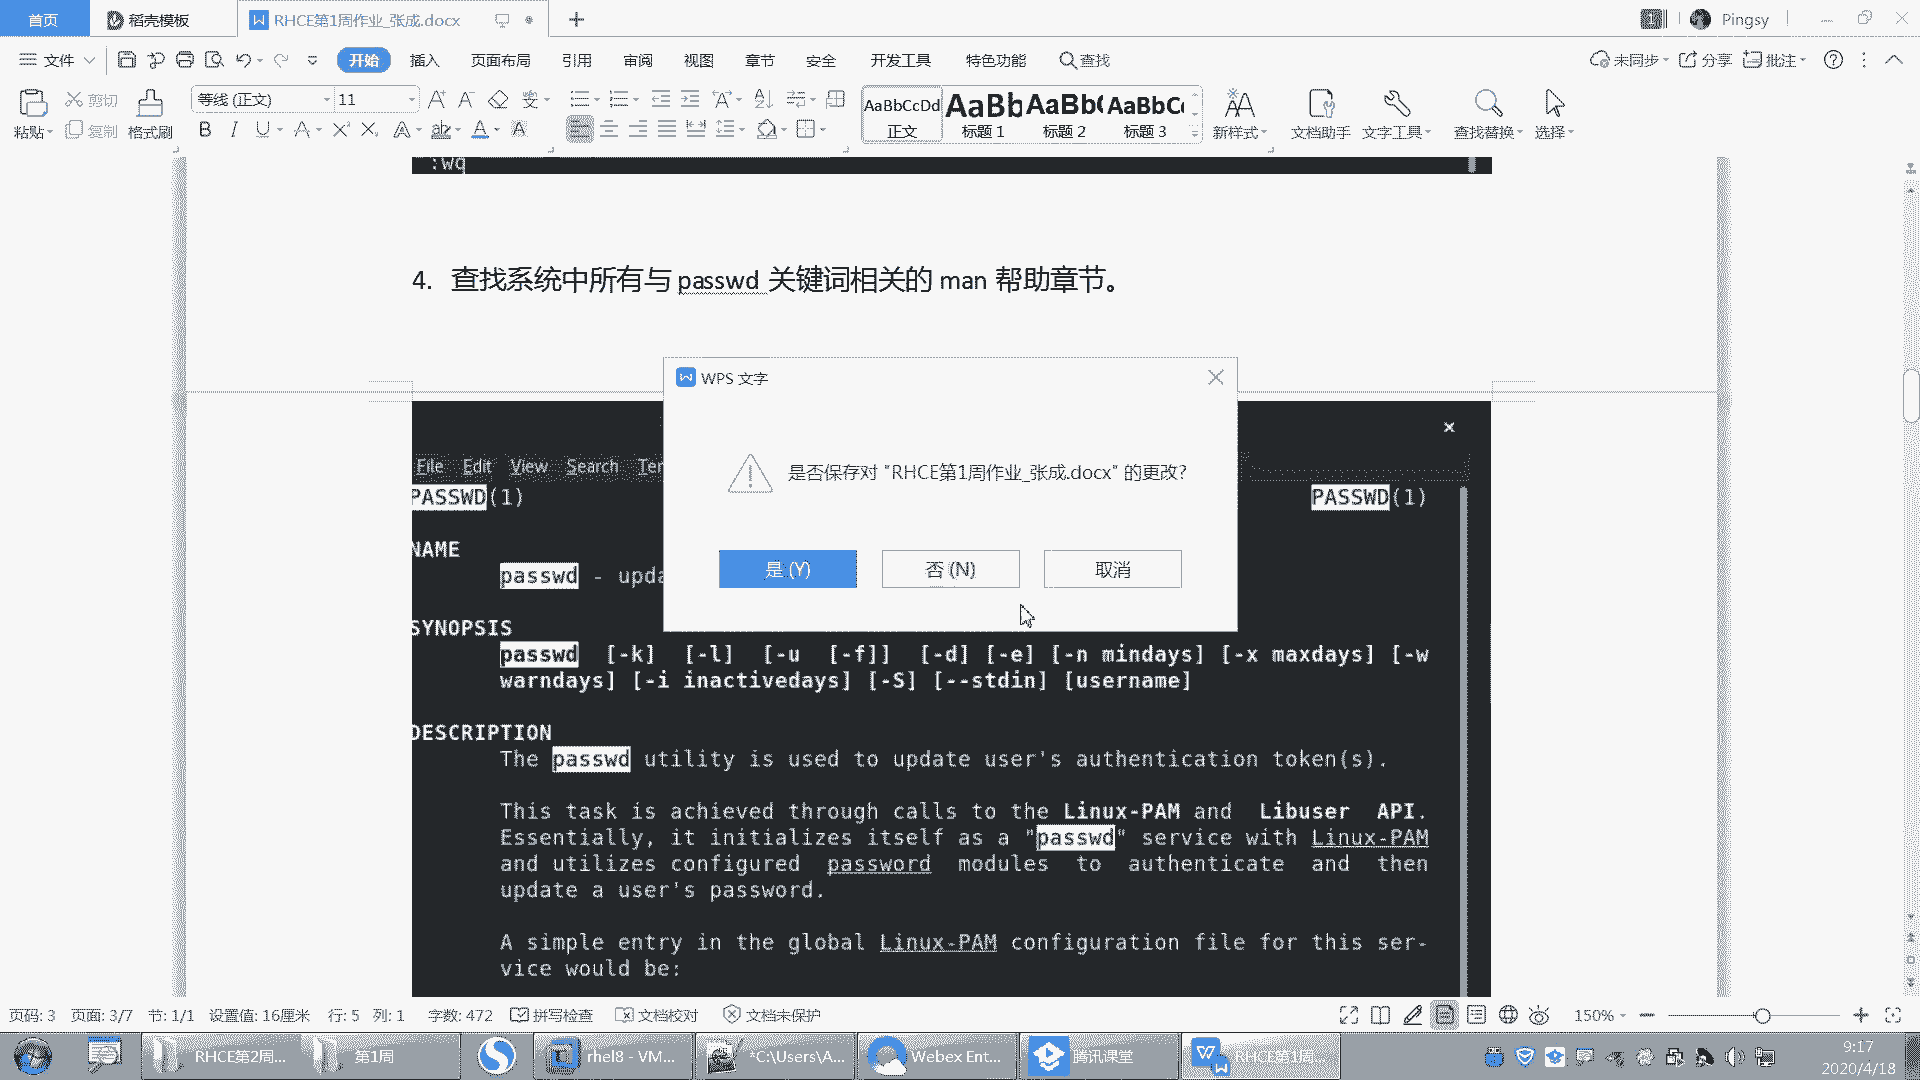 首页
稻壳模板
RHCE第1周作业_张成.docx
1
Pingsy
文件
开始
插入
页面布局
引用
审阅
视图
章节
安全
开发工具
特色功能
查找
未同步
分享
批注
粘贴
剪切
复制
格式刷
等线 (正文)
11
AaBbCcDd
正文
AaBb
标题 1
AaBb(
标题 2
AaBbC
标题 3
新样式
文档助手
文字工具
查找替换
选择
:wq
4. 查找系统中所有与 passwd 关键词相关的 man 帮助章节。
WPS 文字
是否保存对 "RHCE第1周作业_张成.docx" 的更改?
是(Y)
否(N)
取消
File Edit View Search Ter
PASSWD(1)
PASSWD(1)
NAME
passwd - upda
SYNOPSIS
passwd [-k] [-l] [-u [-f]] [-d] [-e] [-n mindays] [-x maxdays] [-w
warndays] [-i inactivedays] [-S] [--stdin] [username]
DESCRIPTION
The passwd utility is used to update user's authentication token(s).
This task is achieved through calls to the Linux-PAM and Libuser API.
Essentially, it initializes itself as a "passwd" service with Linux-PAM
and utilizes configured password modules to authenticate and then
update a user's password.
A simple entry in the global Linux-PAM configuration file for this ser-
vice would be:
页码: 3
页面: 3/7
节: 1/1
设置值: 16厘米
行: 5
列: 1
字数: 472
拼写检查
文档校对
文档未保护
150%
RHCE第2周...
第1周
rhel8 - VM...
*C:\Users\A...
Webex Ent...
腾讯课堂
RHCE第1周...
9:17
2020/4/18